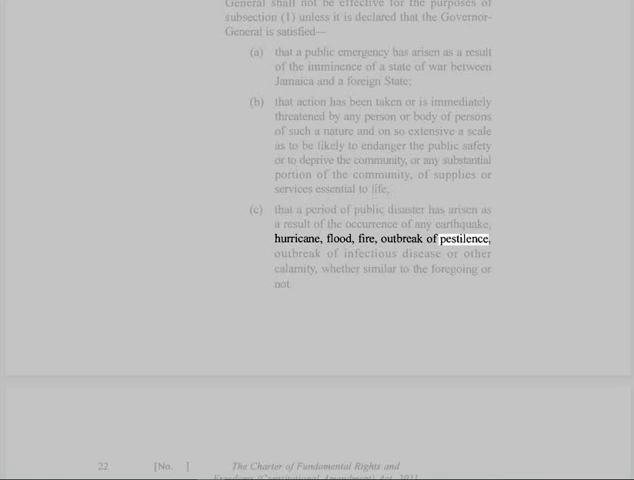 General shall not be effective for the purposes of
subsection (1) unless it is declared that the Governor-
General is satisfied—
(a) that a public emergency has arisen as a result
of the imminence of a state of war between
Jamaica and a foreign State;
(b) that action has been taken or is immediately
threatened by any person or body of persons
of such a nature and on so extensive a scale
as to be likely to endanger the public safety
or to deprive the community, or any substantial
portion of the community, of supplies or
services essential to life,
(c) that a period of public disaster has arisen as
a result of the occurrence of any earthquake,
hurricane, flood, fire, outbreak of pestilence,
outbreak of infectious disease or other
calamity, whether similar to the foregoing or
not
22 [No. ] The Charter of Fundamental Rights and
Freedoms (Constitutional Amendment) Act, 2011